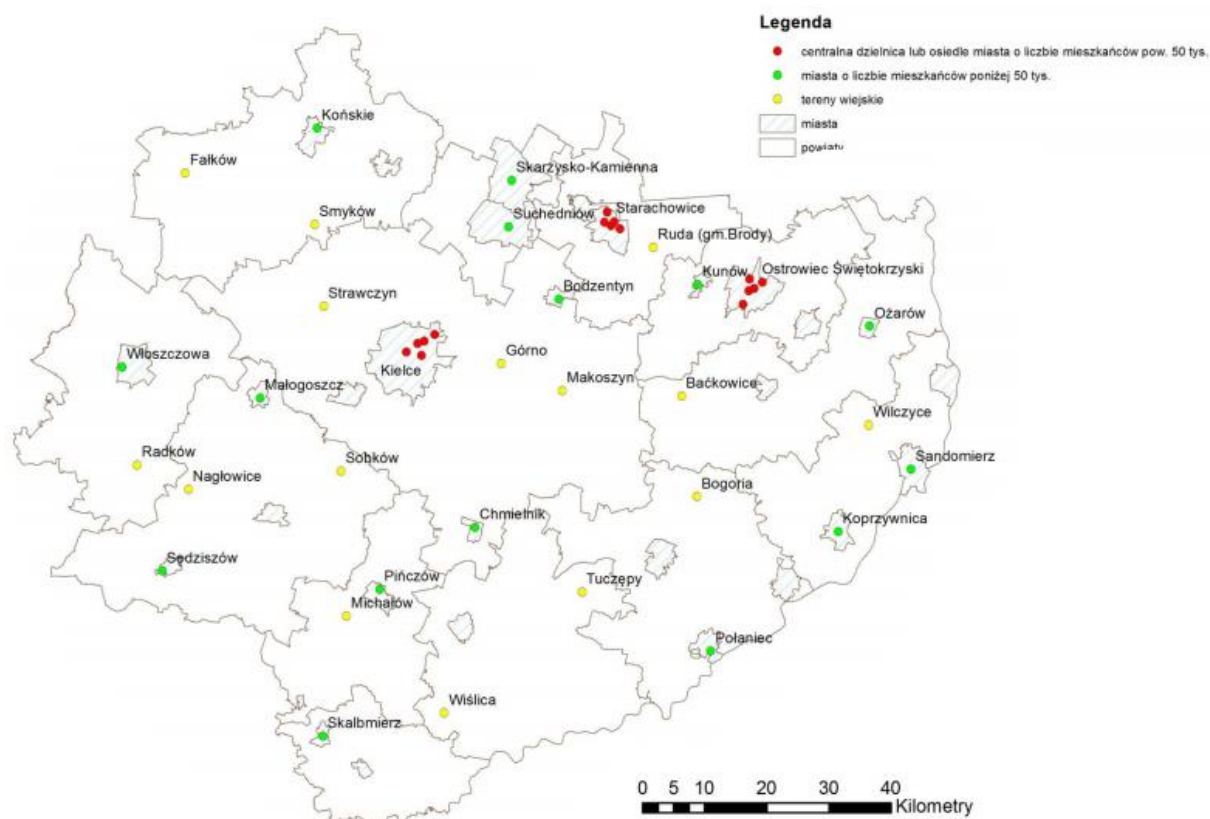 Legenda
centralna dzielnica lub osiedle miasta o liczbie mieszkańców pow. 50 tys.
miasta o liczbie mieszkańców poniżej 50 tys.
tereny wiejskie
miasta
powiaty
Końskie
Fałków
Skarżysko-Kamienna
Smyków
Suchedniów
Starachowice
Ruda (gm.Brody)
Kunów
Ostrowiec Świętokrzyski
Strawczyn
Bodzentyn
Ożarów
Włoszczowa
Kielce
Górno
Małogoszcz
Makoszyn
Baćkowice
Wilczyce
Radków
Nagłowice
Sobków
Sandomierz
Bogoria
Chmielnik
Koprzywnica
Sędziszów
Pińczów
Tuczępy
Michałów
Połaniec
Wiślica
Skalbmierz
0 5 10 20 30 40
Kilometry